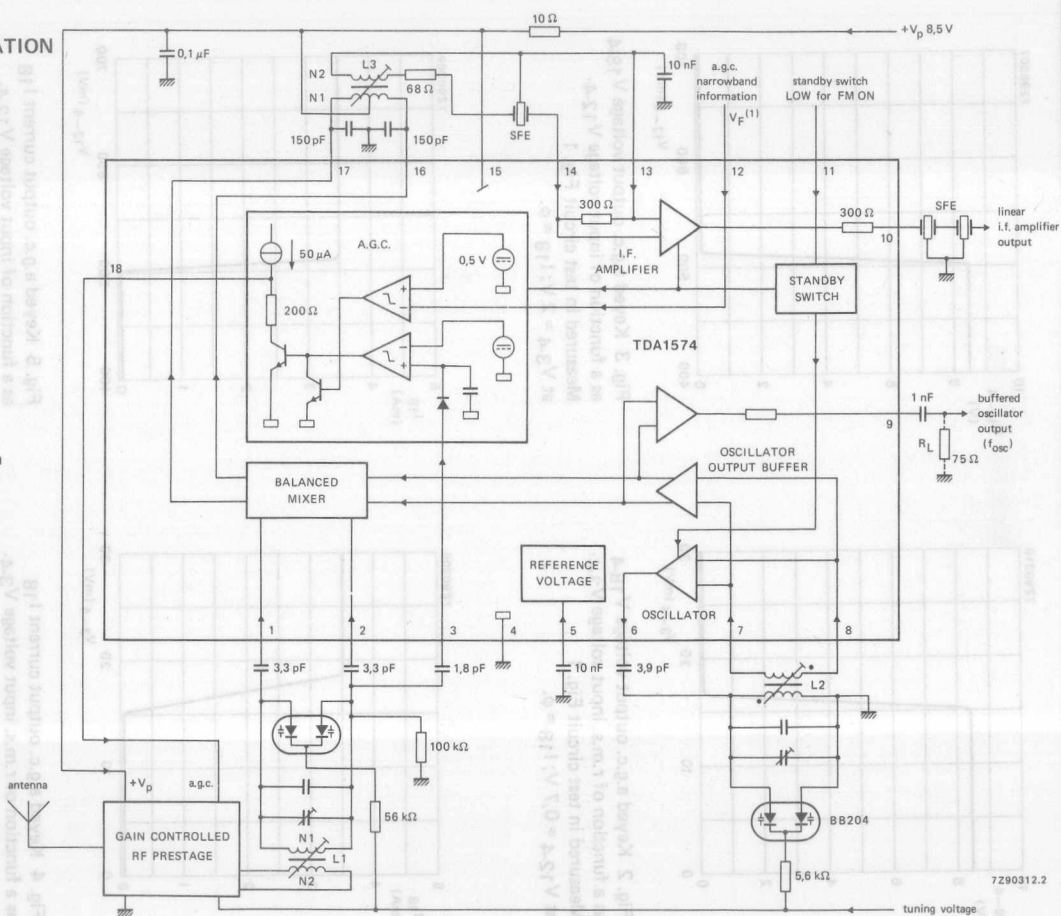 ATION
10 Ω
+Vp 8,5 V
0,1 µF
L3
N2
N1
68 Ω
SFE
10 nF
a.g.c.
narrowband
information
VF(1)
standby switch
LOW for FM ON
150 pF
150 pF
17
16
15
14
13
12
11
18
50 µA
A.G.C.
200 Ω
0,5 V
300 Ω
I.F.
AMPLIFIER
300 Ω
10
SFE
linear
i.f. amplifier
output
STANDBY
SWITCH
TDA1574
1 nF
9
buffered
oscillator
output
(fosc)
RL
75 Ω
OSCILLATOR
OUTPUT BUFFER
BALANCED
MIXER
REFERENCE
VOLTAGE
OSCILLATOR
1
2
3
4
5
6
7
8
3,3 pF
3,3 pF
1,8 pF
10 nF
3,9 pF
L2
100 kΩ
antenna
+Vp
a.g.c.
56 kΩ
BB204
GAIN CONTROLLED
RF PRESTAGE
N1
L1
N2
5,6 kΩ
7Z90312.2
tuning voltage